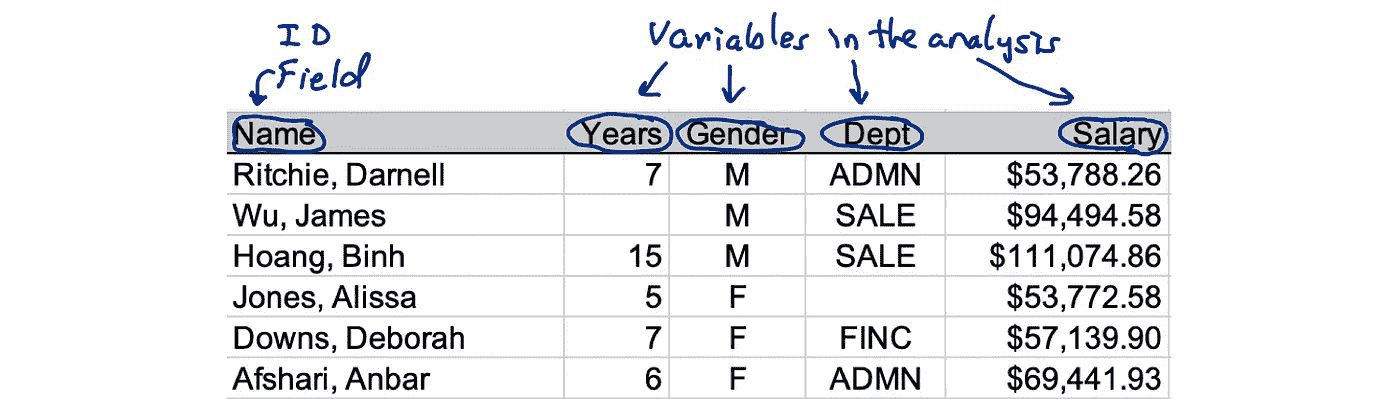 ID
Field
Variables in the analysis
Name Years Gender Dept Salary
Ritchie, Darnell 7 M ADMN $53,788.26
Wu, James M SALE $94,494.58
Hoang, Binh 15 M SALE $111,074.86
Jones, Alissa 5 F $53,772.58
Downs, Deborah 7 F FINC $57,139.90
Afshari, Anbar 6 F ADMN $69,441.93